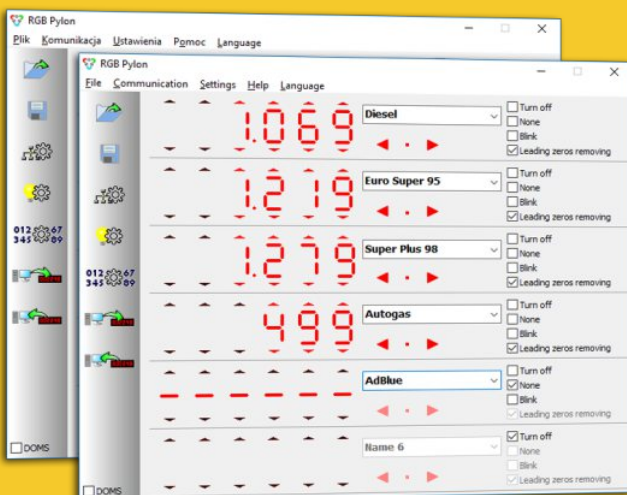 RGB Pylon
Plik Komunikacja Ustawienia Pomoc Language
012 67
345 89
DOMS
RGB Pylon
File Communication Settings Help Language
012 67
345 89
DOMS
1.069 Diesel
Turn off
None
Blink
Leading zeros removing
1.219 Euro Super 95
Turn off
None
Blink
Leading zeros removing
1.279 Super Plus 98
Turn off
None
Blink
Leading zeros removing
499 Autogas
Turn off
None
Blink
Leading zeros removing
------ AdBlue
Turn off
None
Blink
Leading zeros removing
Name 6
Turn off
None
Blink
Leading zeros removing